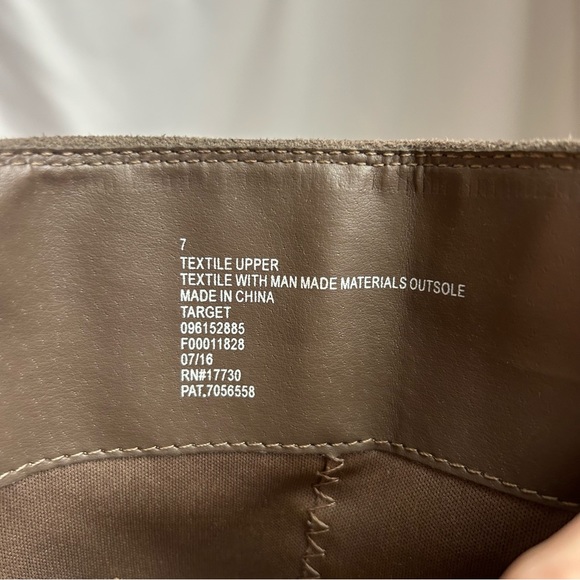 7
TEXTILE UPPER
TEXTILE WITH MAN MADE MATERIALS OUTSOLE
MADE IN CHINA
TARGET
096152885
F00011828
07/16
RN#17730
PAT.7056558